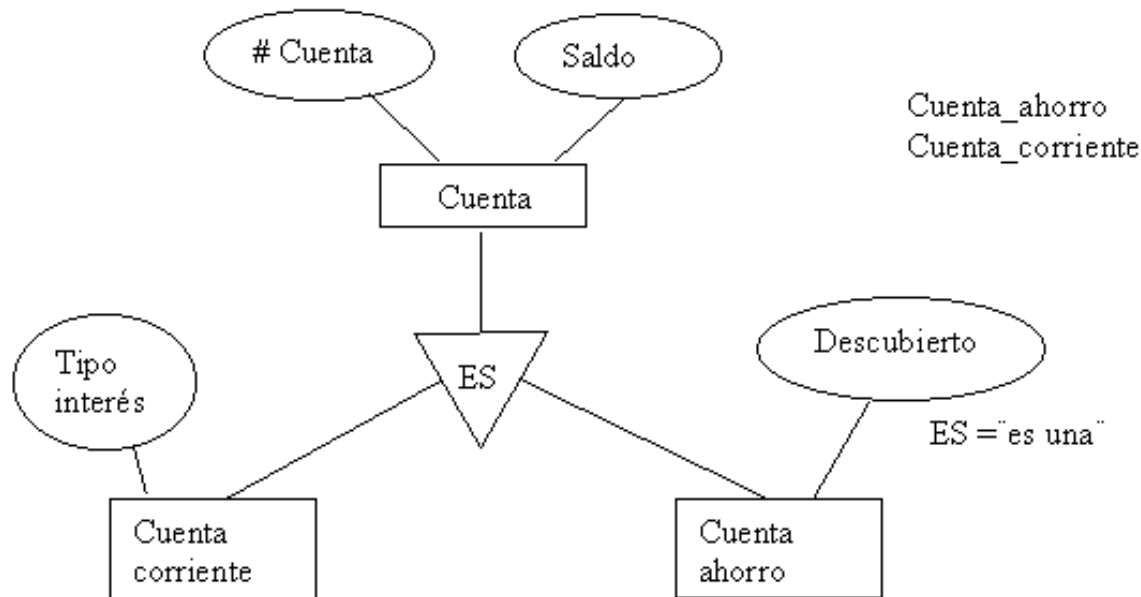 # Cuenta
Saldo
Cuenta_ahorro
Cuenta_corriente
Cuenta
Tipo
interés
ES
Descubierto
ES =¨es una¨
Cuenta
corriente
Cuenta
ahorro